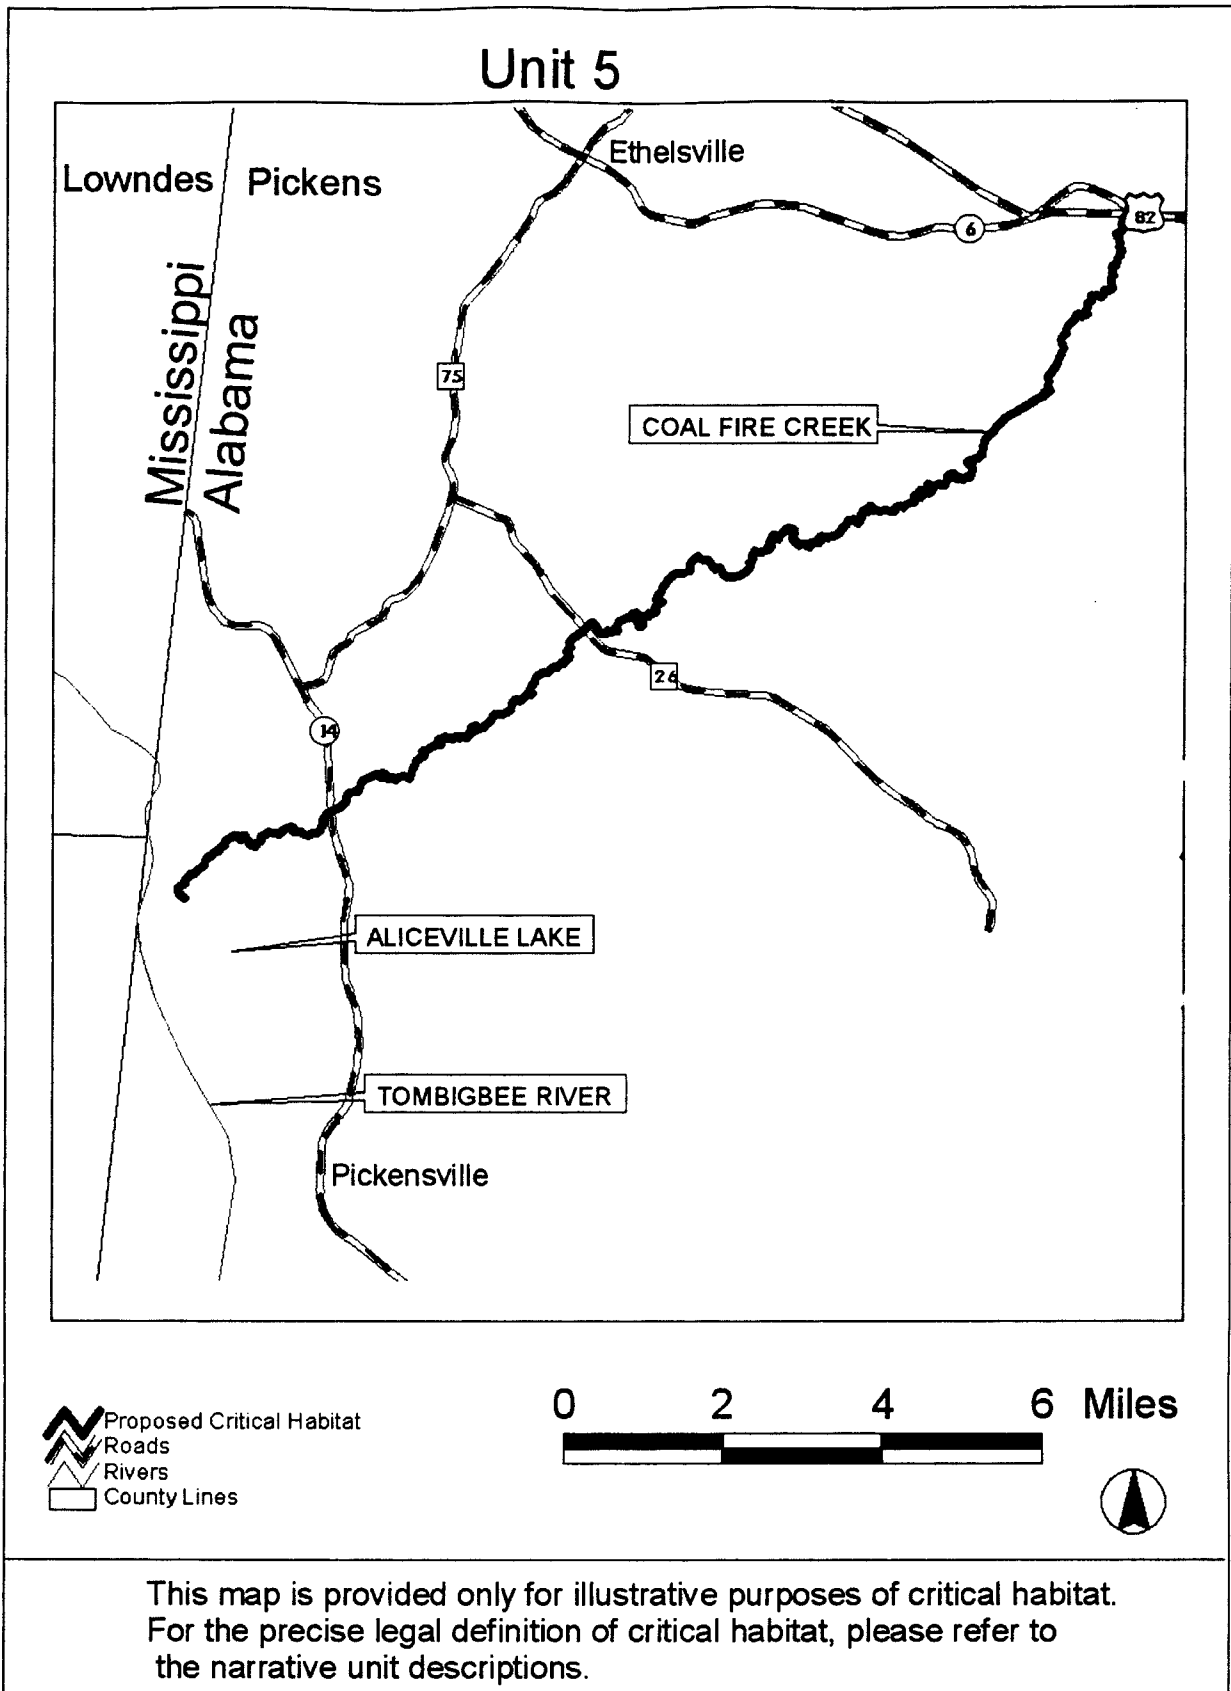 Unit 5
Ethelsville
Lowndes
Pickens
82
6
Mississippi
Alabama
75
COAL FIRE CREEK
26
14
ALICEVILLE LAKE
TOMBIGBEE RIVER
Pickensville
0 2 4 6 Miles
Proposed Critical Habitat
Roads
Rivers
County Lines
This map is provided only for illustrative purposes of critical habitat.
For the precise legal definition of critical habitat, please refer to
the narrative unit descriptions.